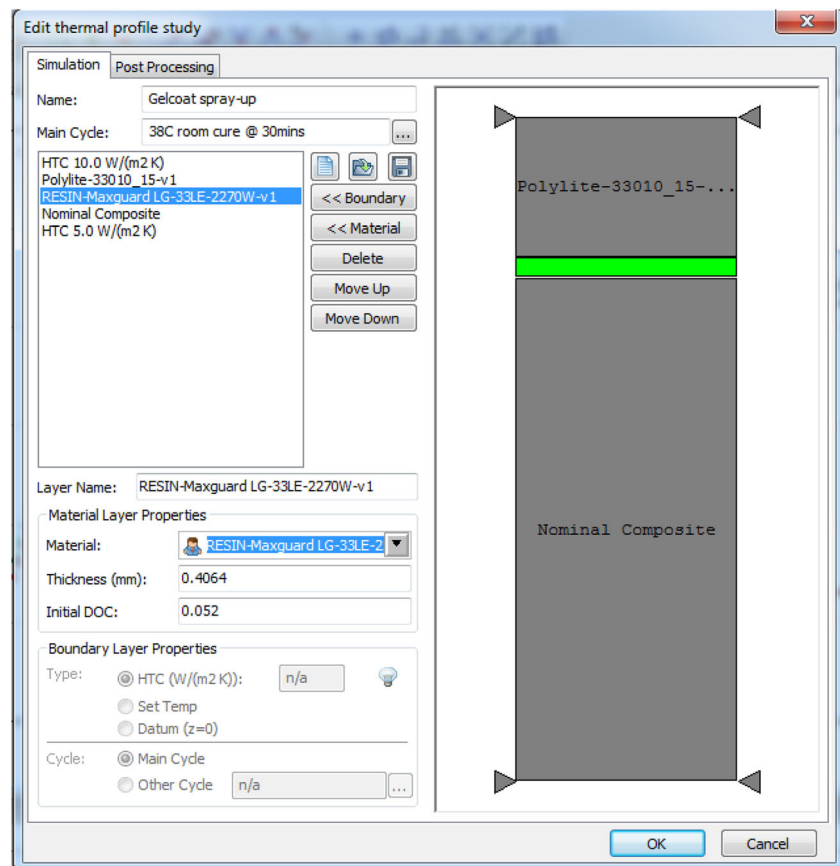 Edit thermal profile study
Simulation Post Processing
Name: Gelcoat spray-up
Main Cycle: 38C room cure @ 30mins ...
HTC 10.0 W/(m2 K)
Polylite-33010_15-v1
RESIN-Maxguard LG-33LE-2270W-v1
Nominal Composite
HTC 5.0 W/(m2 K)
<< Boundary
<< Material
Delete
Move Up
Move Down
Layer Name: RESIN-Maxguard LG-33LE-2270W-v1
Material Layer Properties
Material: RESIN-Maxguard LG-33LE-2
Thickness (mm): 0.4064
Initial DOC: 0.052
Boundary Layer Properties
Type: HTC (W/(m2 K)): n/a
Set Temp
Datum (z=0)
Cycle: Main Cycle
Other Cycle n/a ...
Polylite-33010_15-...
Nominal Composite
OK Cancel